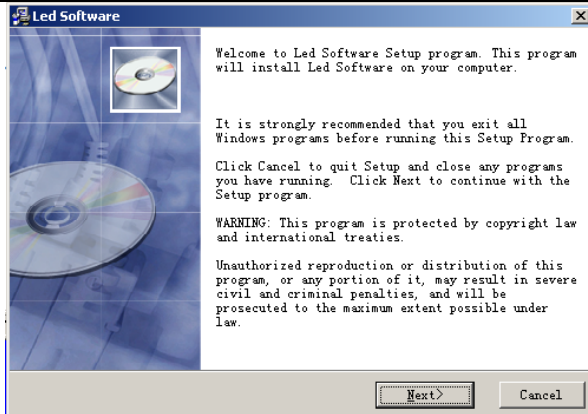 Led Software
Welcome to Led Software Setup program. This program
will install Led Software on your computer.
It is strongly recommended that you exit all
Windows programs before running this Setup Program.
Click Cancel to quit Setup and close any programs
you have running. Click Next to continue with the
Setup program.
WARNING: This program is protected by copyright law
and international treaties.
Unauthorized reproduction or distribution of this
program, or any portion of it, may result in severe
civil and criminal penalties, and will be
prosecuted to the maximum extent possible under
law.
Next>
Cancel